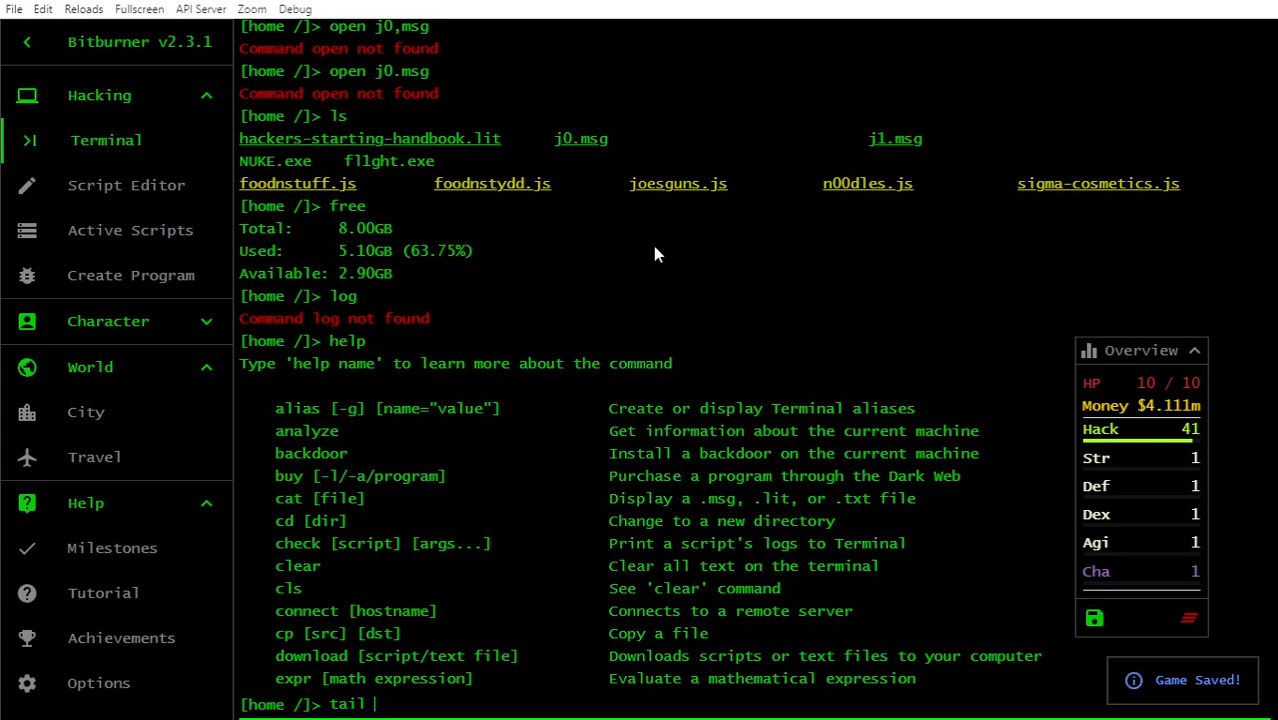 File Edit Reloads Fullscreen API Server Zoom Debug
Bitburner v2.3.1
Hacking
Terminal
Script Editor
Active Scripts
Create Program
Character
World
City
Travel
Help
Milestones
Tutorial
Achievements
Options
[home /]> open j0,msg
Command open not found
[home /]> open j0.msg
Command open not found
[home /]> ls
hackers-starting-handbook.lit j0.msg j1.msg
NUKE.exe fl1ght.exe
foodnstuff.js foodnstydd.js joesguns.js n00dles.js sigma-cosmetics.js
[home /]> free
Total: 8.00GB
Used: 5.10GB (63.75%)
Available: 2.90GB
[home /]> log
Command log not found
[home /]> help
Type 'help name' to learn more about the command
alias [-g] [name="value"] Create or display Terminal aliases
analyze Get information about the current machine
backdoor Install a backdoor on the current machine
buy [-l/-a/program] Purchase a program through the Dark Web
cat [file] Display a .msg, .lit, or .txt file
cd [dir] Change to a new directory
check [script] [args...] Print a script's logs to Terminal
clear Clear all text on the terminal
cls See 'clear' command
connect [hostname] Connects to a remote server
cp [src] [dst] Copy a file
download [script/text file] Downloads scripts or text files to your computer
expr [math expression] Evaluate a mathematical expression
[home /]> tail
Overview
HP 10 / 10
Money $4.111m
Hack 41
Str 1
Def 1
Dex 1
Agi 1
Cha 1
Game Saved!